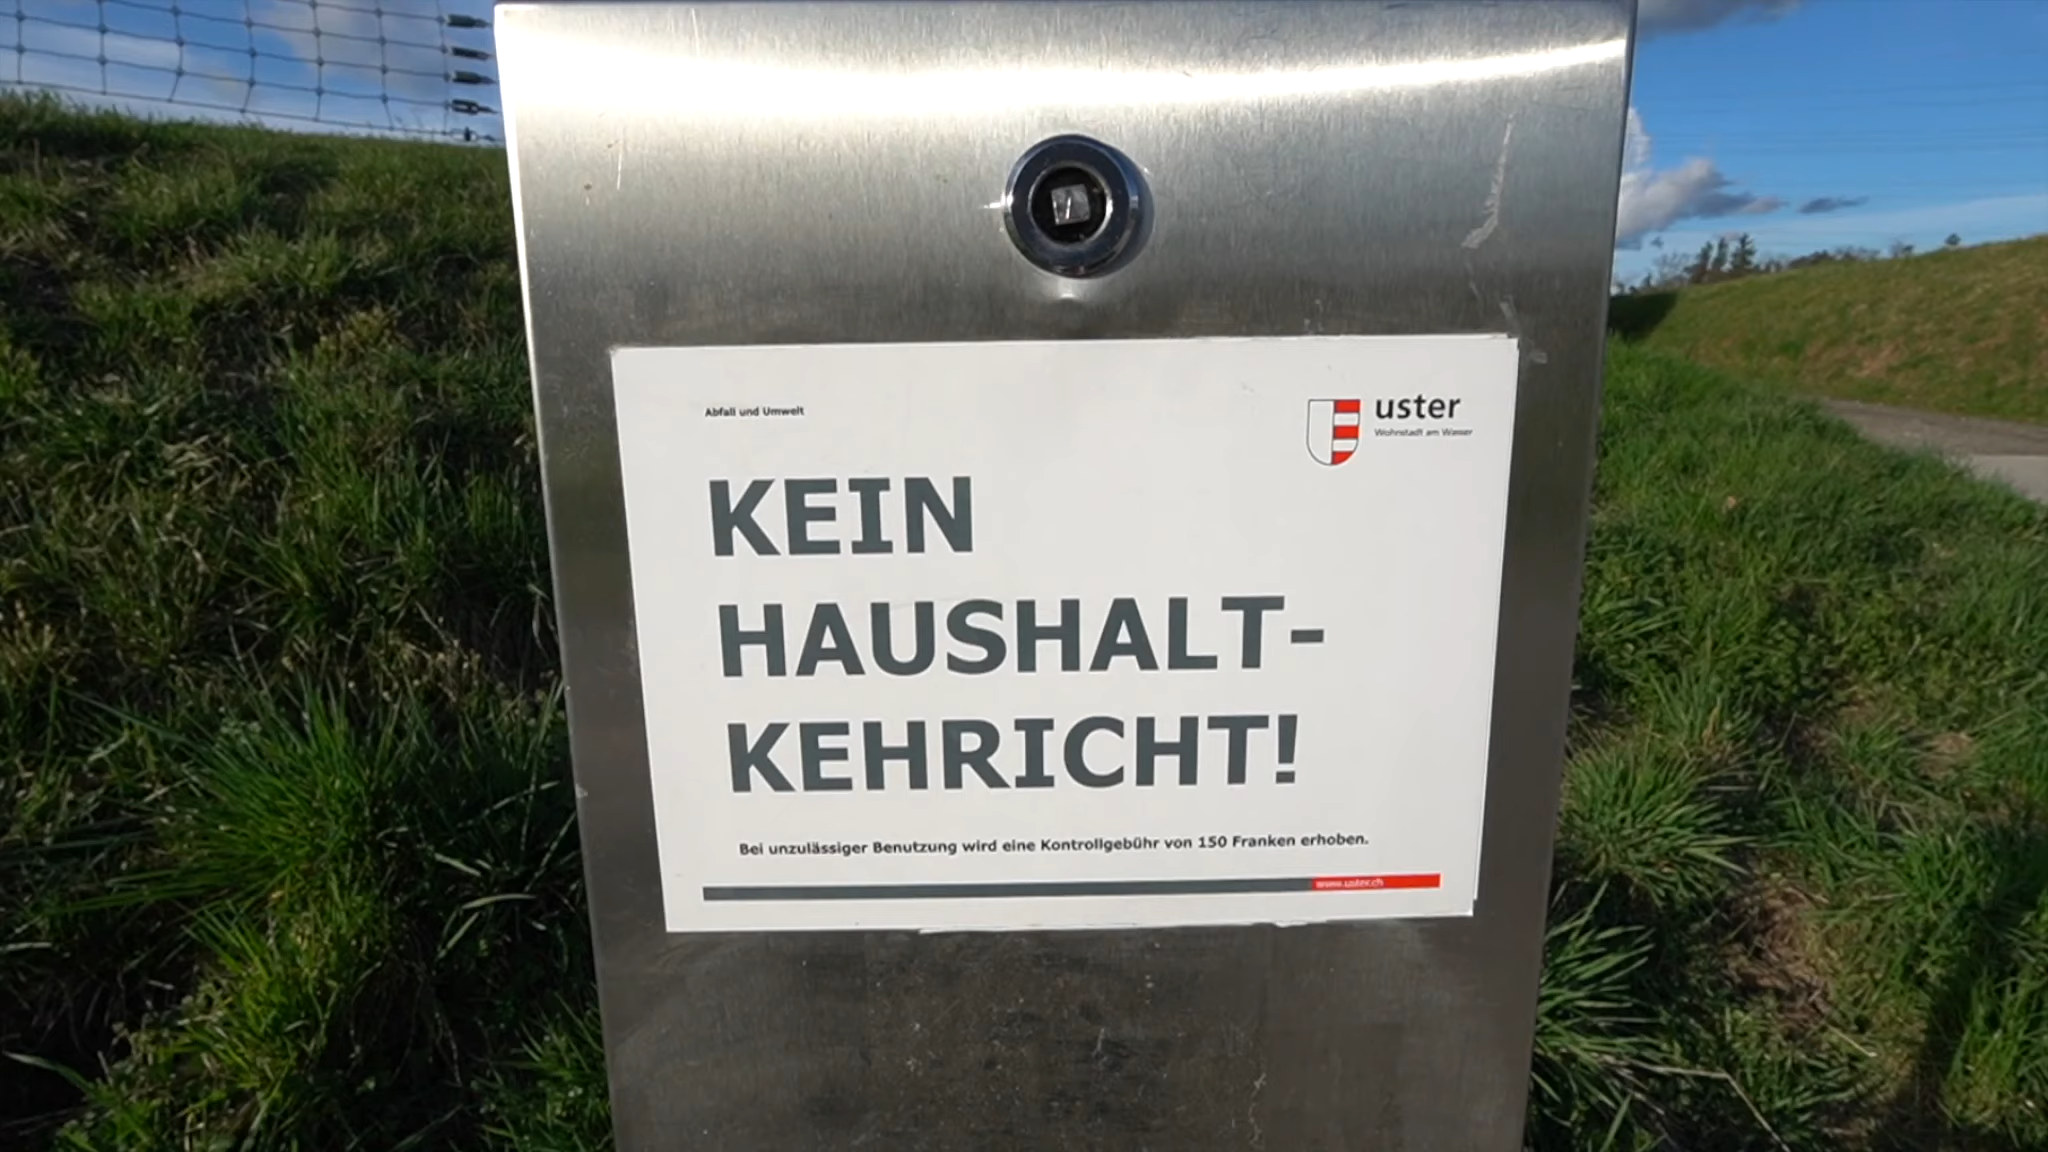 Abfall und Umwelt
uster
Wohnstadt am Wasser
KEIN
HAUSHALT-
KEHRICHT!
Bei unzulässiger Benutzung wird eine Kontrollgebühr von 150 Franken erhoben.
www.uster.ch